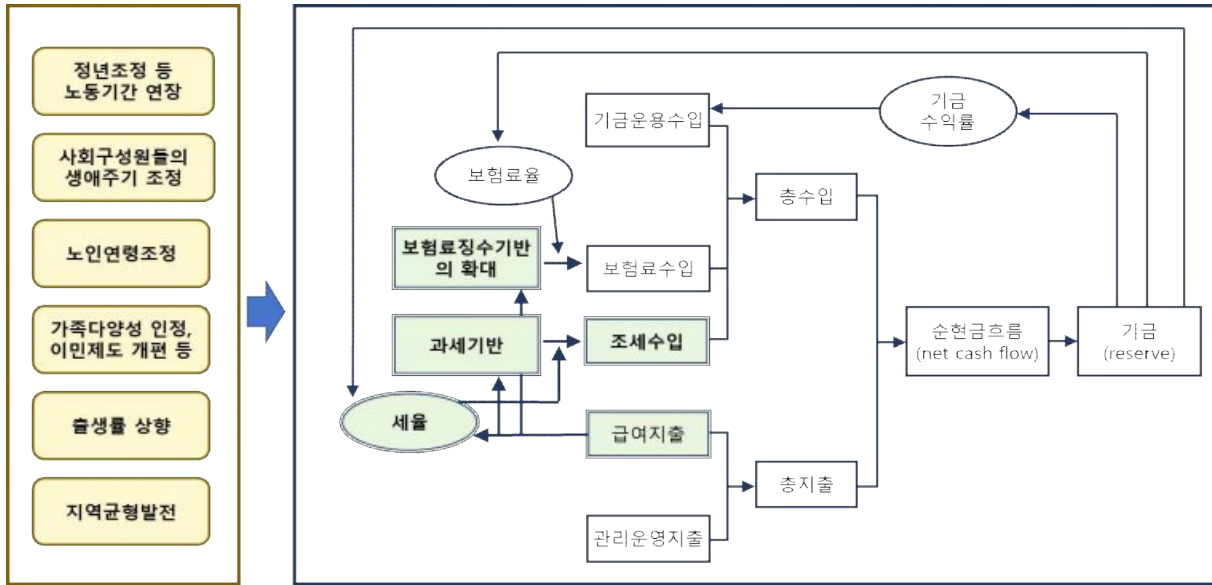 정년조정 등
노동기간 연장
사회구성원들의
생애주기 조정
노인연령조정
가족다양성 인정,
이민제도 개편 등
출생률 상향
지역균형발전
기금운용수입
기금
수익률
보험료율
총수입
보험료징수기반
의 확대
보험료수입
과세기반
조세수입
순현금흐름
(net cash flow)
기금
(reserve)
세율
급여지출
총지출
관리운영지출